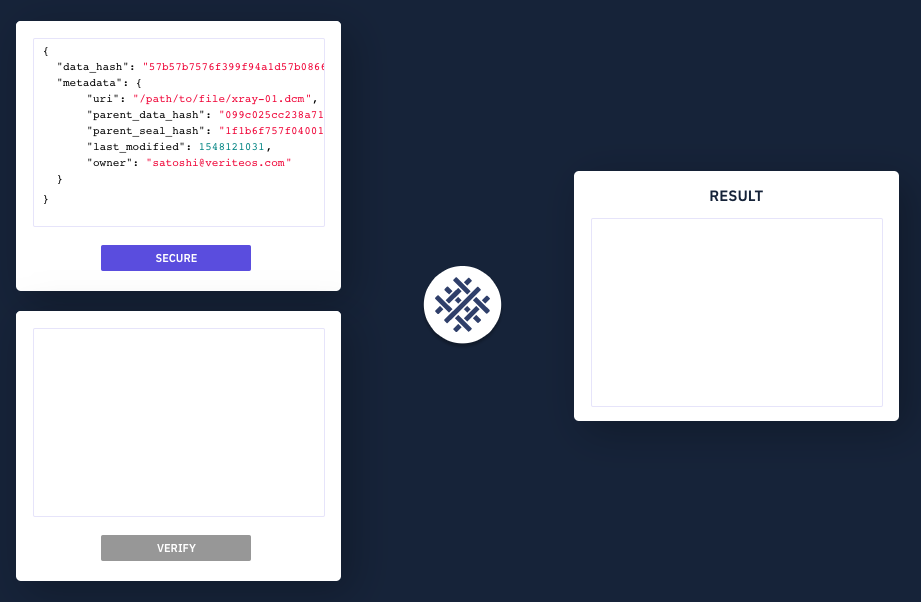 {
"data_hash": "57b57b7576f399f94a1d57b0866
"metadata": {
"uri": "/path/to/file/xray-01.dcm",
"parent_data_hash": "099c025cc238a71
"parent_seal_hash": "1f1b6f757f04001
"last_modified": 1548121031,
"owner": "satoshi@veriteos.com"
}
}
SECURE
VERIFY
RESULT